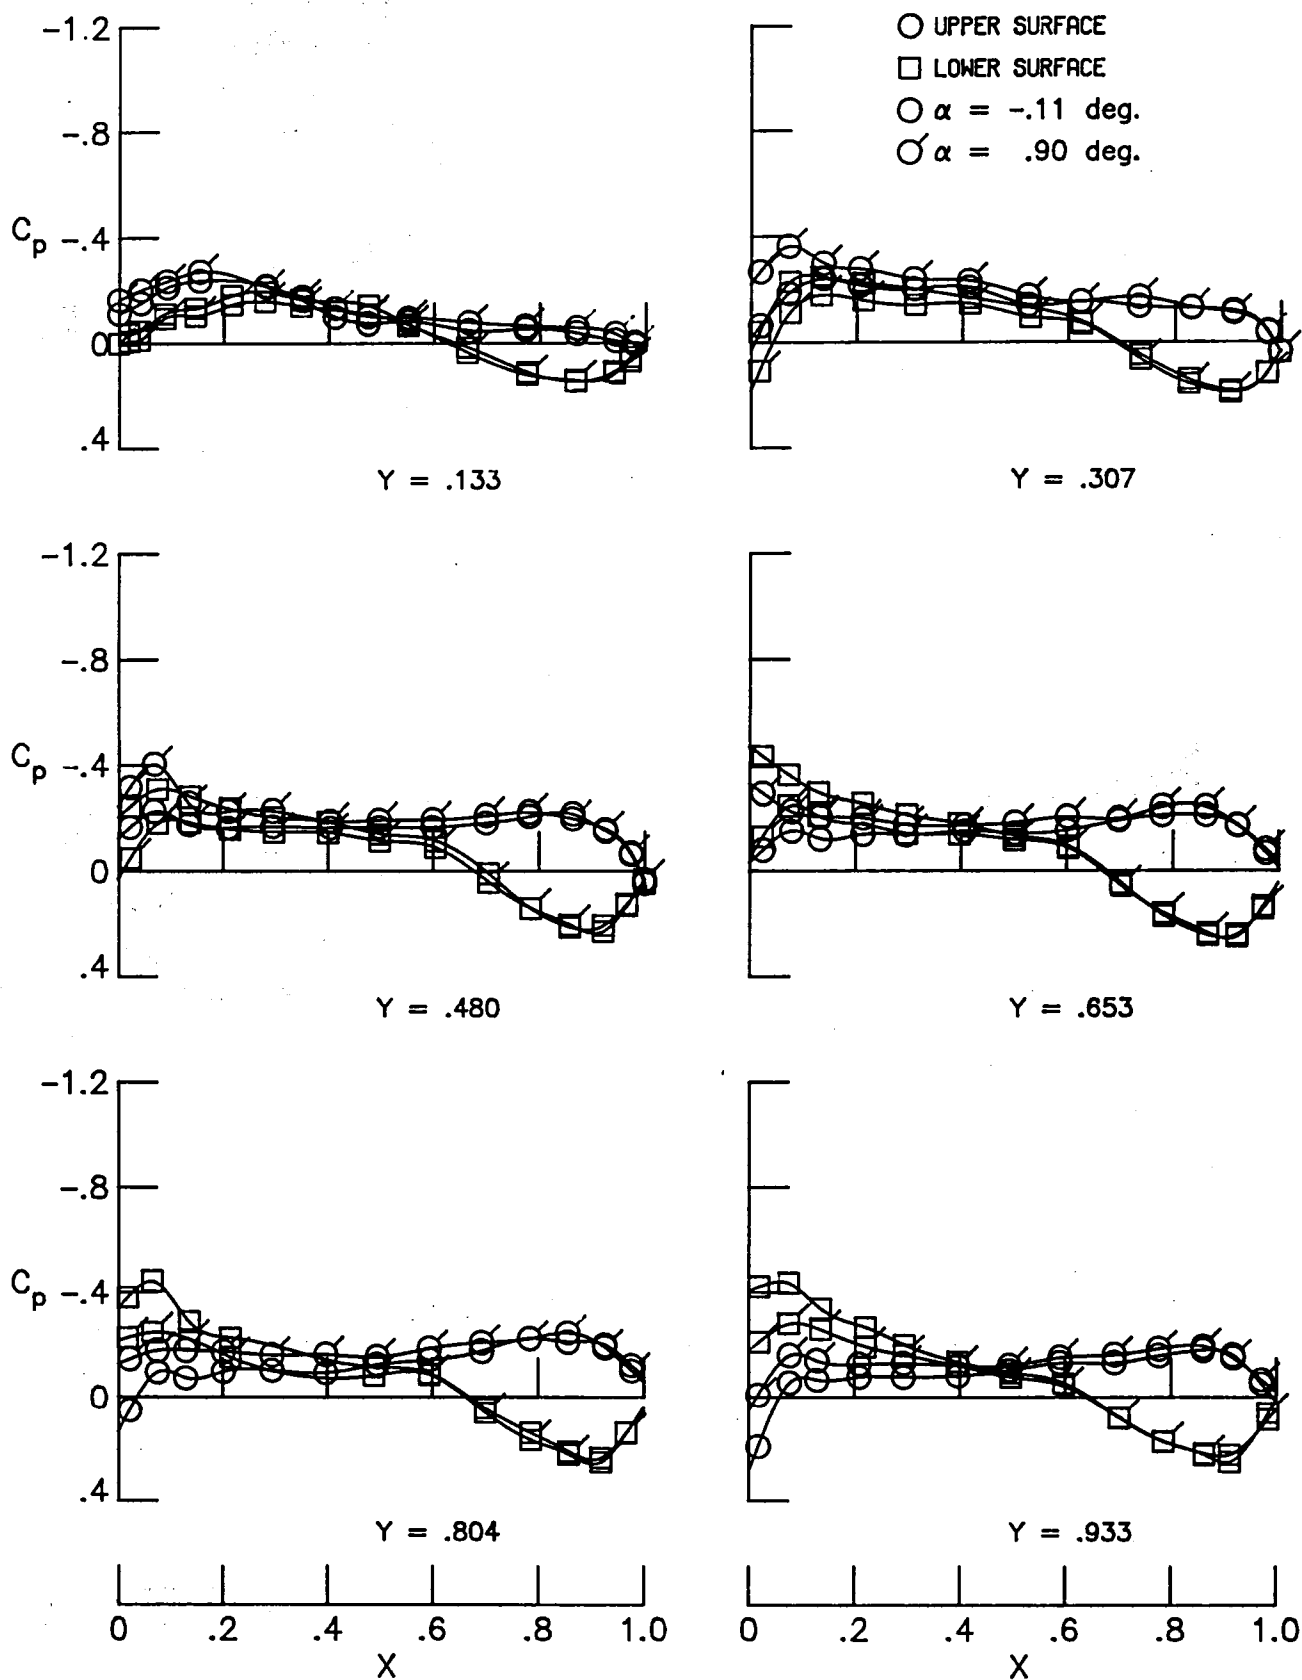 ○ UPPER SURFACE
□ LOWER SURFACE
○ α = -.11 deg.
○ α = .90 deg.
-1.2
-.8
Cp -.4
0
.4
Y = .133
Y = .307
-1.2
-.8
Cp -.4
0
.4
Y = .480
Y = .653
-1.2
-.8
Cp -.4
0
.4
Y = .804
Y = .933
0 .2 .4 .6 .8 1.0
X
0 .2 .4 .6 .8 1.0
X